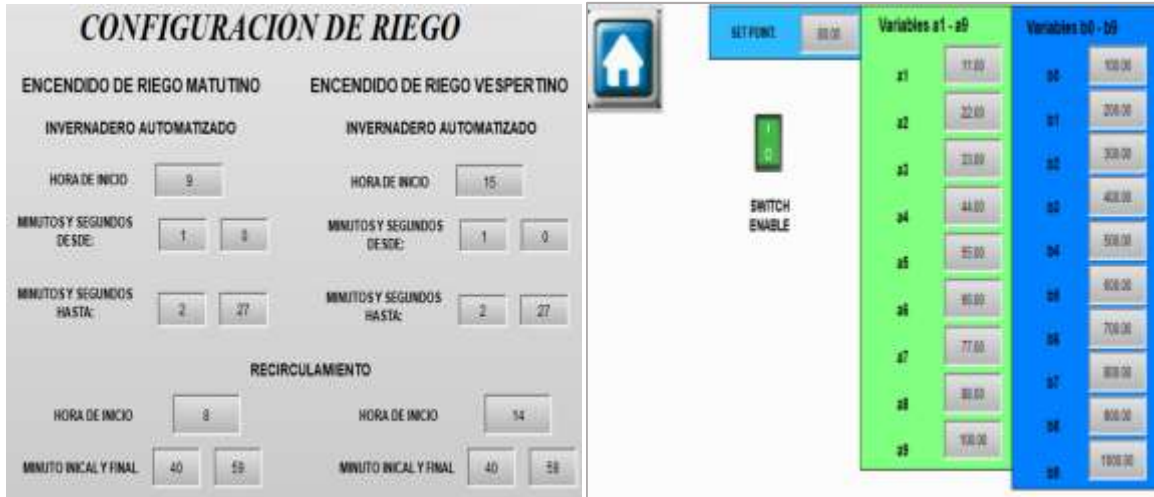 CONFIGURACIÓN DE RIEGO
ENCENDIDO DE RIEGO MATUTINO
INVERNADERO AUTOMATIZADO
HORA DE INICIO 9
MINUTOS Y SEGUNDOS
DESDE: 1 0
MINUTOS Y SEGUNDOS
HASTA: 2 27
ENCENDIDO DE RIEGO VESPERTINO
INVERNADERO AUTOMATIZADO
HORA DE INICIO 15
MINUTOS Y SEGUNDOS
DESDE: 1 0
MINUTOS Y SEGUNDOS
HASTA: 2 27
RECIRCULAMIENTO
HORA DE INICIO 8
MINUTO INICAL Y FINAL 40 59
HORA DE INICIO 14
MINUTO INICAL Y FINAL 40
SET POINT:
I
0
SWITCH
ENABLE
Variables a1 - a9
a1 11.00
a2 22.00
a3 33.00
a4 44.00
a5 55.00
a6
a7 77.00
a8
a9 100.00
Variables b0 - b9
b0 100.00
b1 200.00
b2 300.00
b3 400.00
b4 500.00
b5 600.00
b6 700.00
b7 800.00
b8
b9 1000.00